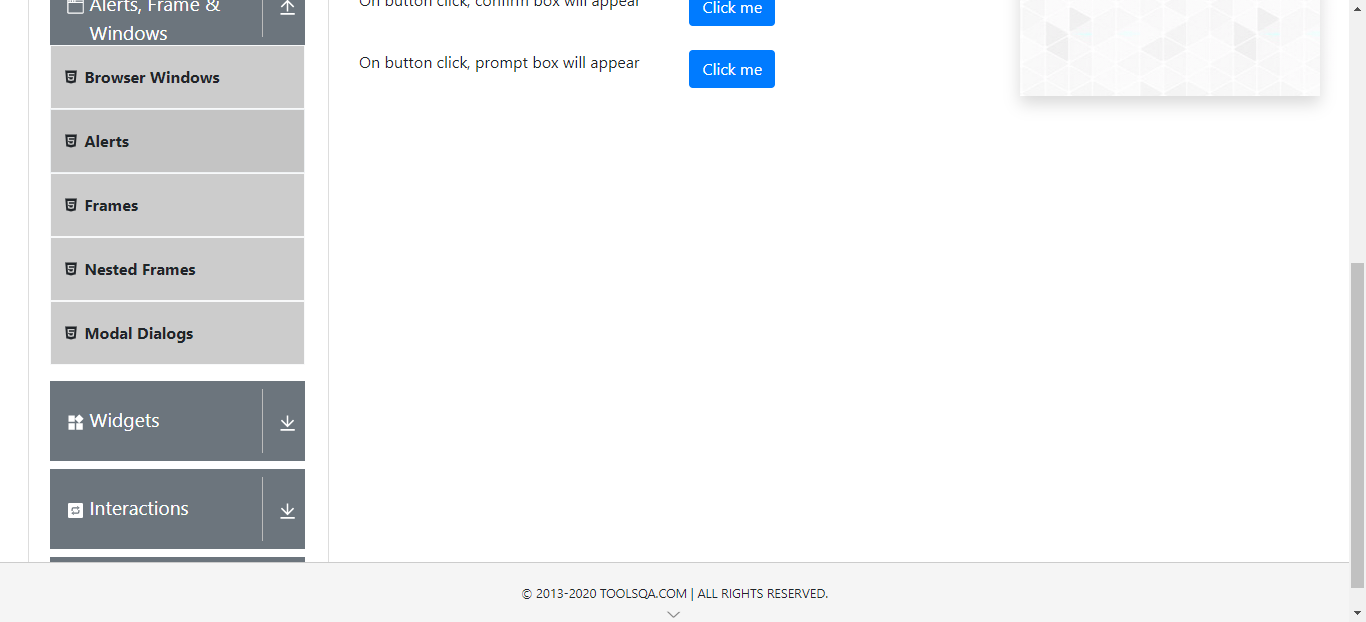 Alerts, Frame &
Windows
Browser Windows
Alerts
Frames
Nested Frames
Modal Dialogs
Widgets
Interactions
On button click, confirm box will appear
Click me
On button click, prompt box will appear
Click me
© 2013-2020 TOOLSQA.COM | ALL RIGHTS RESERVED.